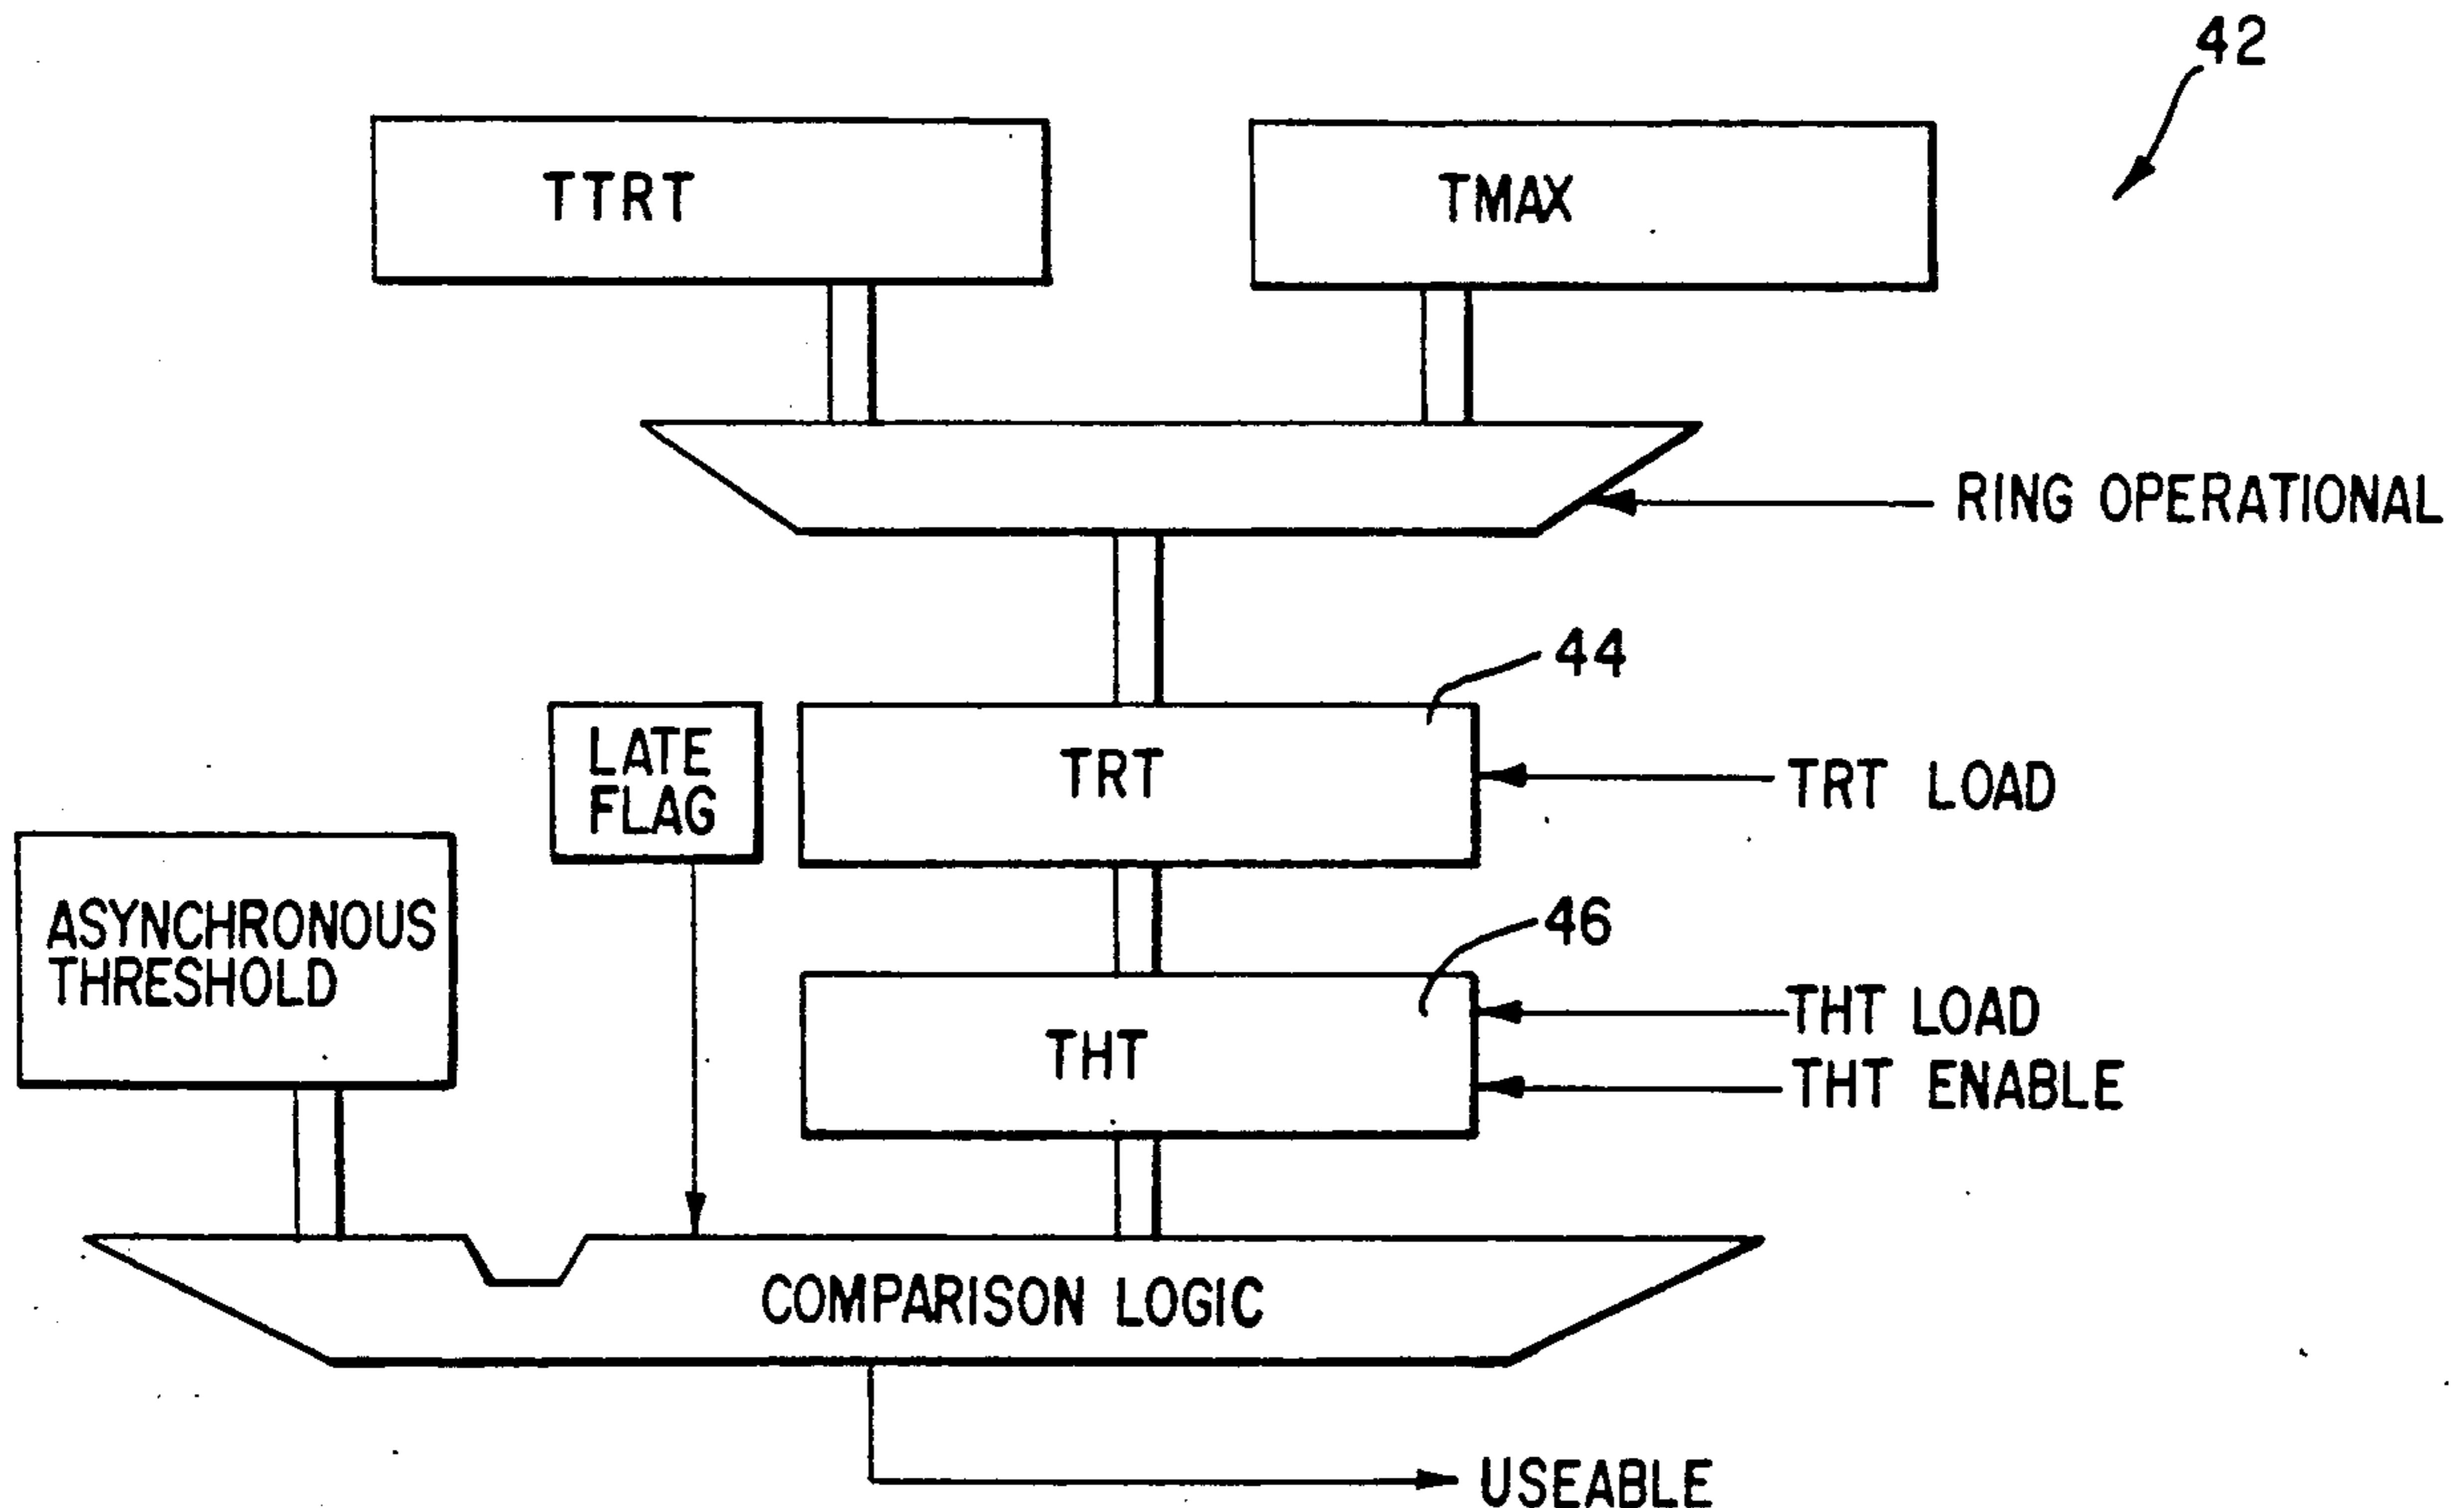 42
TTRT
TMAX
RING OPERATIONAL
44
LATE
FLAG
TRT
TRT LOAD
46
ASYNCHRONOUS
THRESHOLD
THT
THT LOAD
THT ENABLE
COMPARISON LOGIC
USEABLE